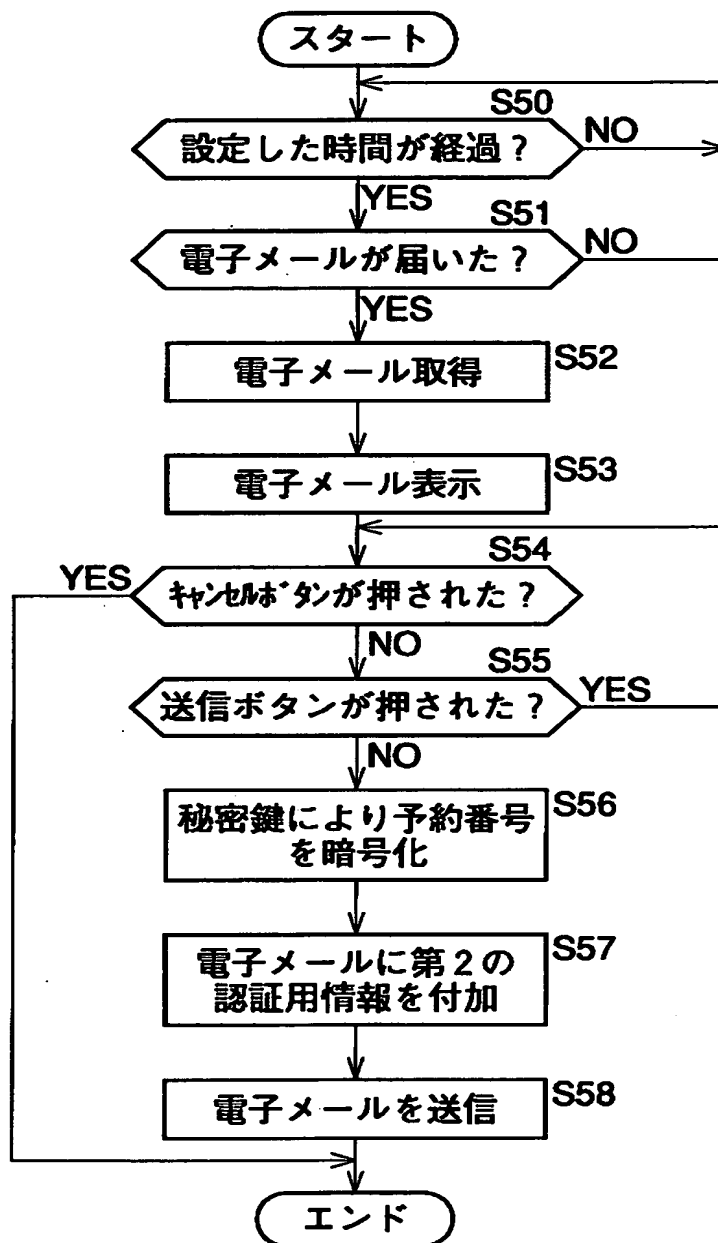 スタート
S50
設定した時間が経過?
NO
YES
S51
電子メールが届いた?
NO
YES
電子メール取得
S52
電子メール表示
S53
S54
YES
ｷｬﾝｾﾙﾎﾞﾀﾝが押された?
NO
S55
送信ボタンが押された?
YES
NO
秘密鍵により予約番号
を暗号化
S56
電子メールに第2の
認証用情報を付加
S57
電子メールを送信
S58
エンド